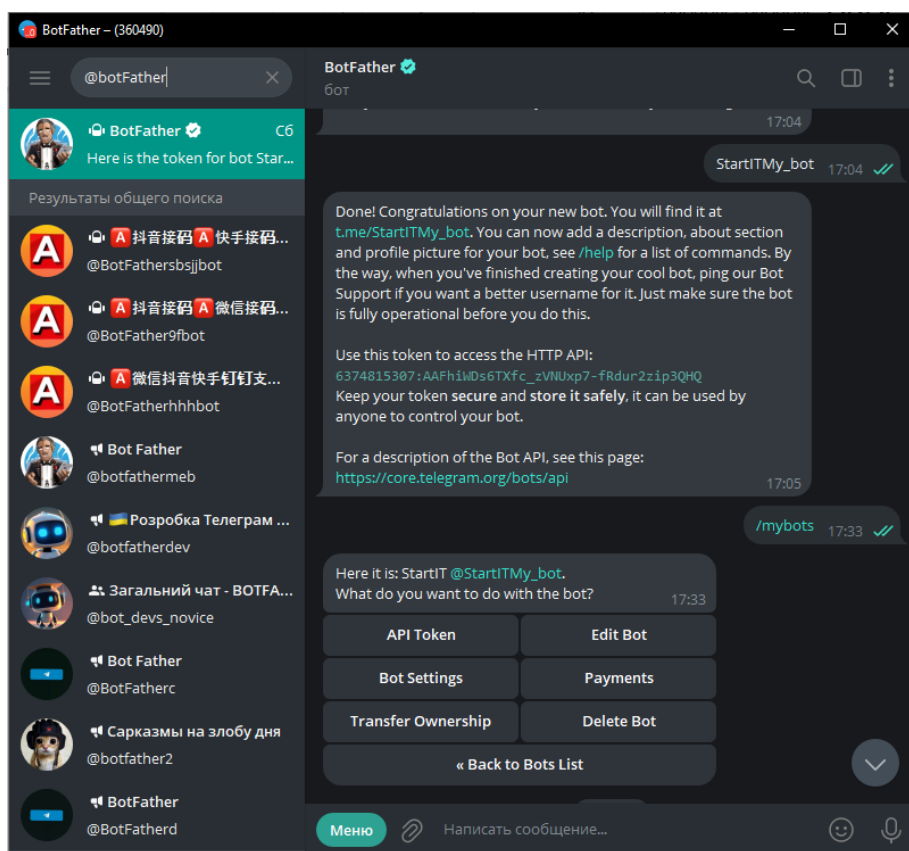 BotFather – (360490)
@botFather
BotFather
Сб
Here is the token for bot Star...
Результаты общего поиска
A 抖音接码 A 快手接码...
@BotFathersbsjjbot
A 抖音接码 A 微信接码...
@BotFather9fbot
A 微信抖音快手钉钉支...
@BotFatherhhhbot
Bot Father
@botfathermeb
Розробка Телеграм ...
@botfatherdev
Загальний чат - BOTFA...
@bot_devs_novice
Bot Father
@BotFatherc
Сарказмы на злобу дня
@botfather2
BotFather
@BotFatherd
BotFather
бот
17:04
StartITMy_bot 17:04
Done! Congratulations on your new bot. You will find it at
t.me/StartITMy_bot. You can now add a description, about section
and profile picture for your bot, see /help for a list of commands. By
the way, when you've finished creating your cool bot, ping our Bot
Support if you want a better username for it. Just make sure the bot
is fully operational before you do this.
Use this token to access the HTTP API:
6374815307:AAFhiWDs6TXfc_zVNUxp7-fRdur2zip3QHQ
Keep your token secure and store it safely, it can be used by
anyone to control your bot.
For a description of the Bot API, see this page:
https://core.telegram.org/bots/api
17:05
/mybots 17:33
Here it is: StartIT @StartITMy_bot.
What do you want to do with the bot?
17:33
API Token
Edit Bot
Bot Settings
Payments
Transfer Ownership
Delete Bot
« Back to Bots List
Меню
Написать сообщение...